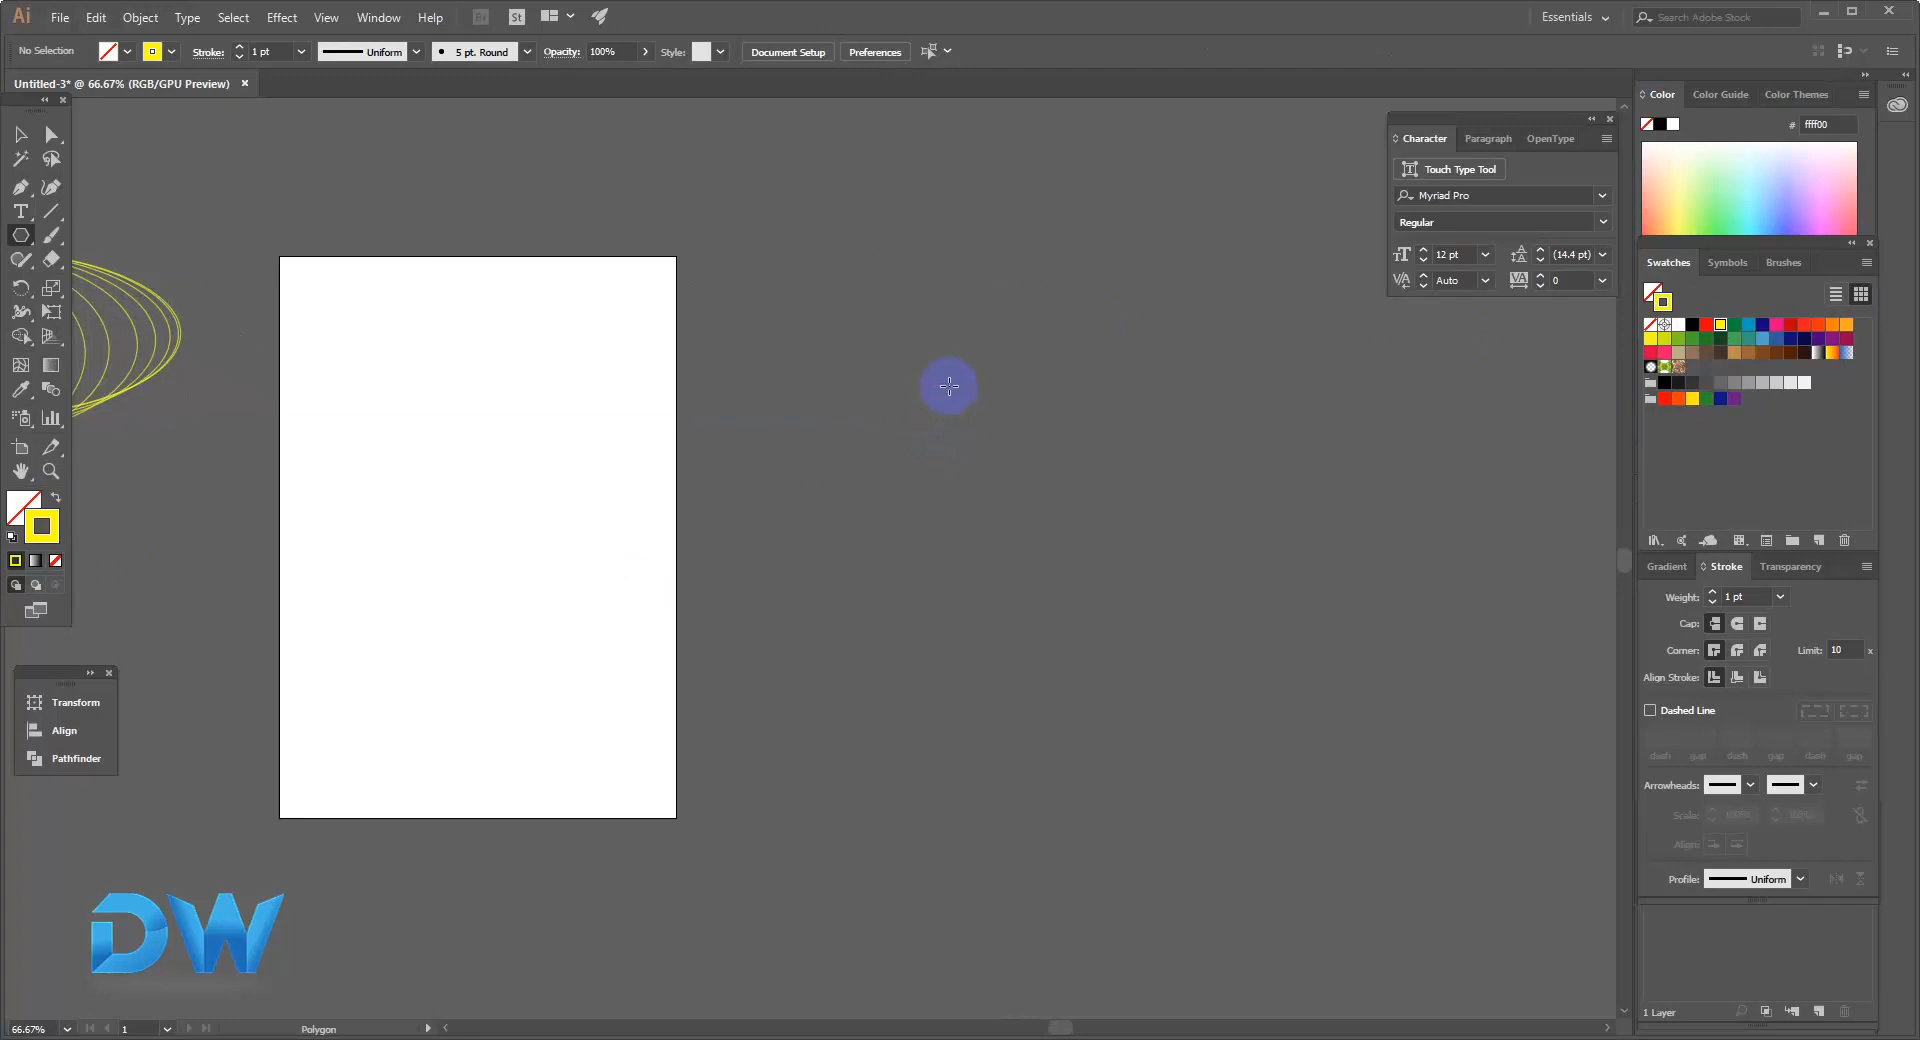 Ai File Edit Object Type Select Effect View Window Help Br St Essentials Search Adobe Stock
No Selection Stroke: 1 pt Uniform 5 pt. Round Opacity: 100% Style: Document Setup Preferences
Untitled-3* @ 66.67% (RGB/GPU Preview)
Color Color Guide Color Themes
# ffff00
Character Paragraph OpenType
Touch Type Tool
Myriad Pro
Regular
12 pt (14.4 pt)
Auto 0
Swatches Symbols Brushes
Gradient Stroke Transparency
Weight: 1 pt
Cap:
Corner: Limit: 10 x
Align Stroke:
Dashed Line
dash gap dash gap dash gap
Arrowheads:
Scale: 100% 100%
Align:
Profile: Uniform
1 Layer
Transform
Align
Pathfinder
DW
66.67% 1 Polygon